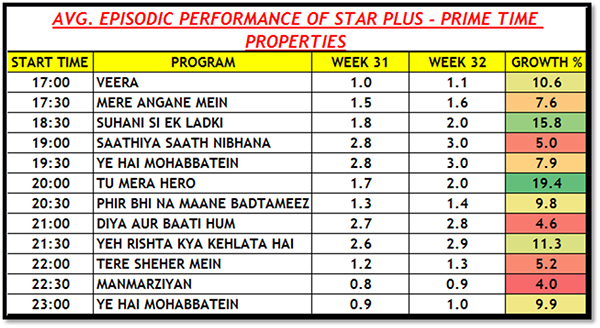 AVG. EPISODIC PERFORMANCE OF STAR PLUS - PRIME TIME
PROPERTIES
START TIME PROGRAM WEEK 31 WEEK 32 GROWTH %
17:00 VEERA 1.0 1.1 10.6
17:30 MERE ANGANE MEIN 1.5 1.6 7.6
18:30 SUHANI SI EK LADKI 1.8 2.0 15.8
19:00 SAATHIYA SAATH NIBHANA 2.8 3.0 5.0
19:30 YE HAI MOHABBATEIN 2.8 3.0 7.9
20:00 TU MERA HERO 1.7 2.0 19.4
20:30 PHIR BHI NA MAANE BADTAMEEZ 1.3 1.4 9.8
21:00 DIYA AUR BAATI HUM 2.7 2.8 4.6
21:30 YEH RISHTA KYA KEHLATA HAI 2.6 2.9 11.3
22:00 TERE SHEHER MEIN 1.2 1.3 5.2
22:30 MANMARZIYAN 0.8 0.9 4.0
23:00 YE HAI MOHABBATEIN 0.9 1.0 9.9